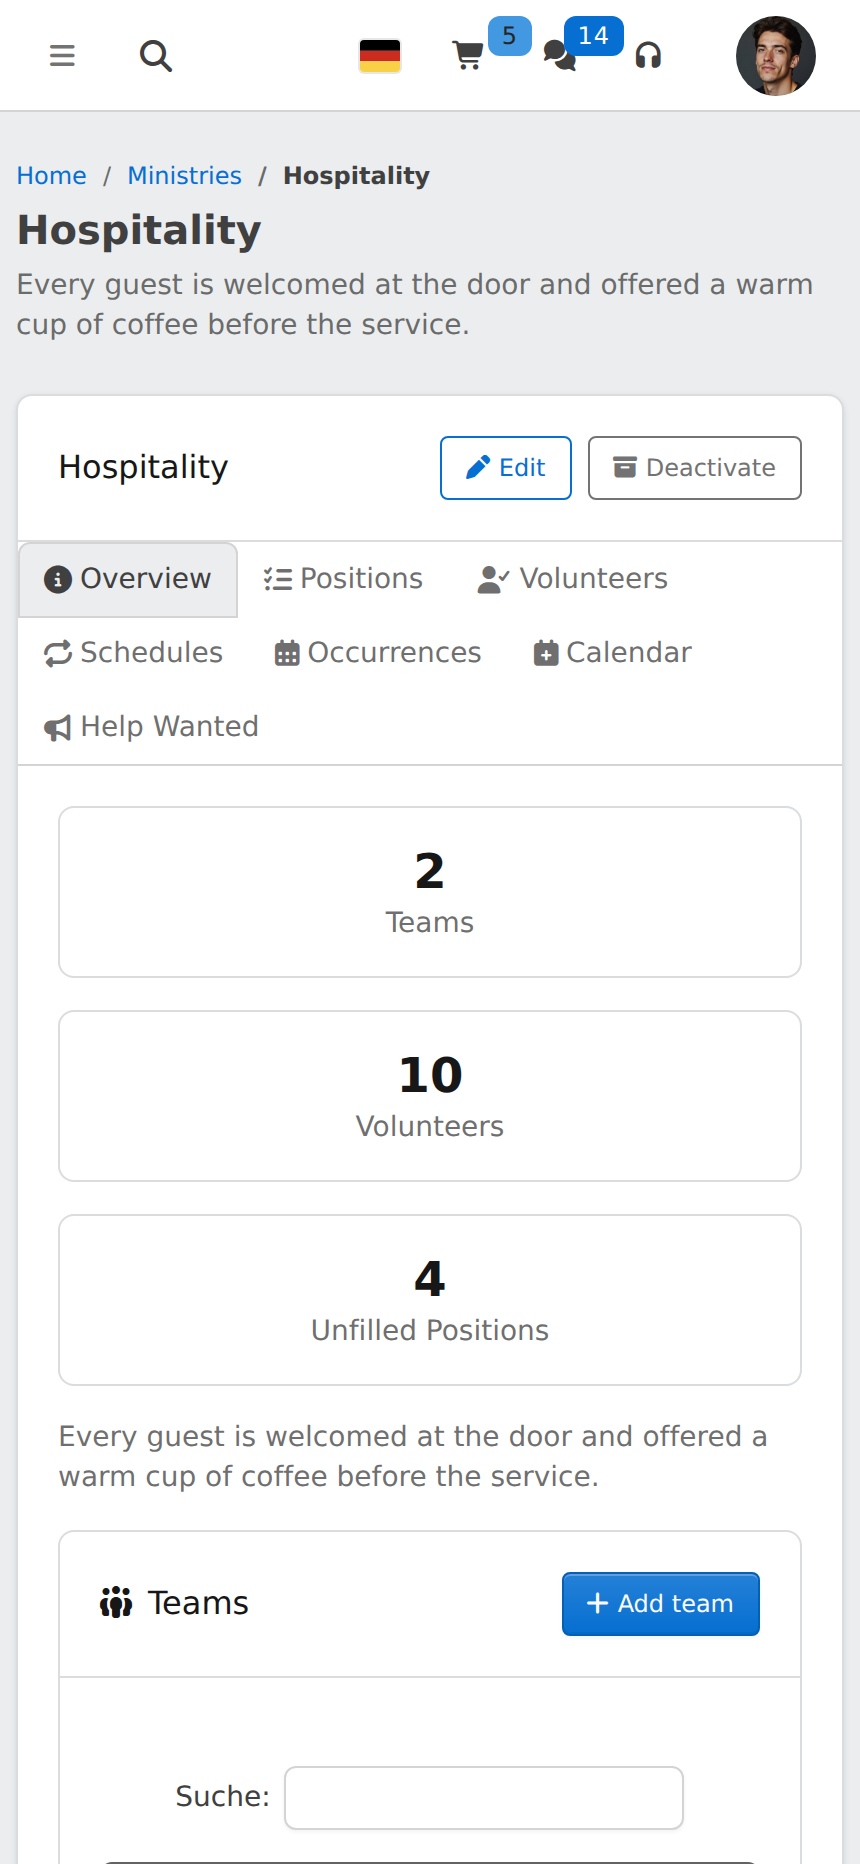 5
14
Home / Ministries / Hospitality
Hospitality
Every guest is welcomed at the door and offered a warm
cup of coffee before the service.
Hospitality
Edit
Deactivate
Overview
Positions
Volunteers
Schedules
Occurrences
Calendar
Help Wanted
2
Teams
10
Volunteers
4
Unfilled Positions
Every guest is welcomed at the door and offered a
warm cup of coffee before the service.
Teams
Add team
Suche: